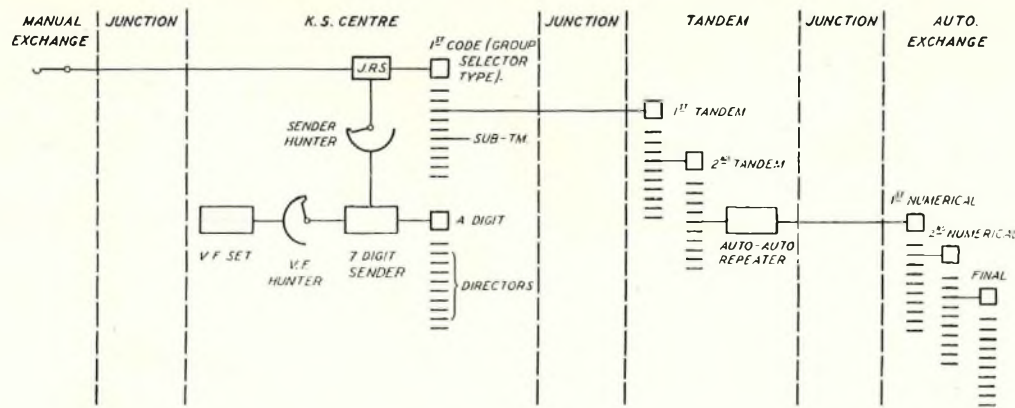 MANUAL
EXCHANGE
JUNCTION
K.S. CENTRE
JUNCTION
TANDEM
JUNCTION
AUTO.
EXCHANGE
J.R.S
1ST CODE (GROUP
SELECTOR
TYPE).
SENDER
HUNTER
SUB-TM.
1ST TANDEM
2ND TANDEM
V F SET
V.F.
HUNTER
7 DIGIT
SENDER
A DIGIT
DIRECTORS
AUTO-AUTO
REPEATER
1ST NUMERICAL
2ND NUMERICAL
FINAL